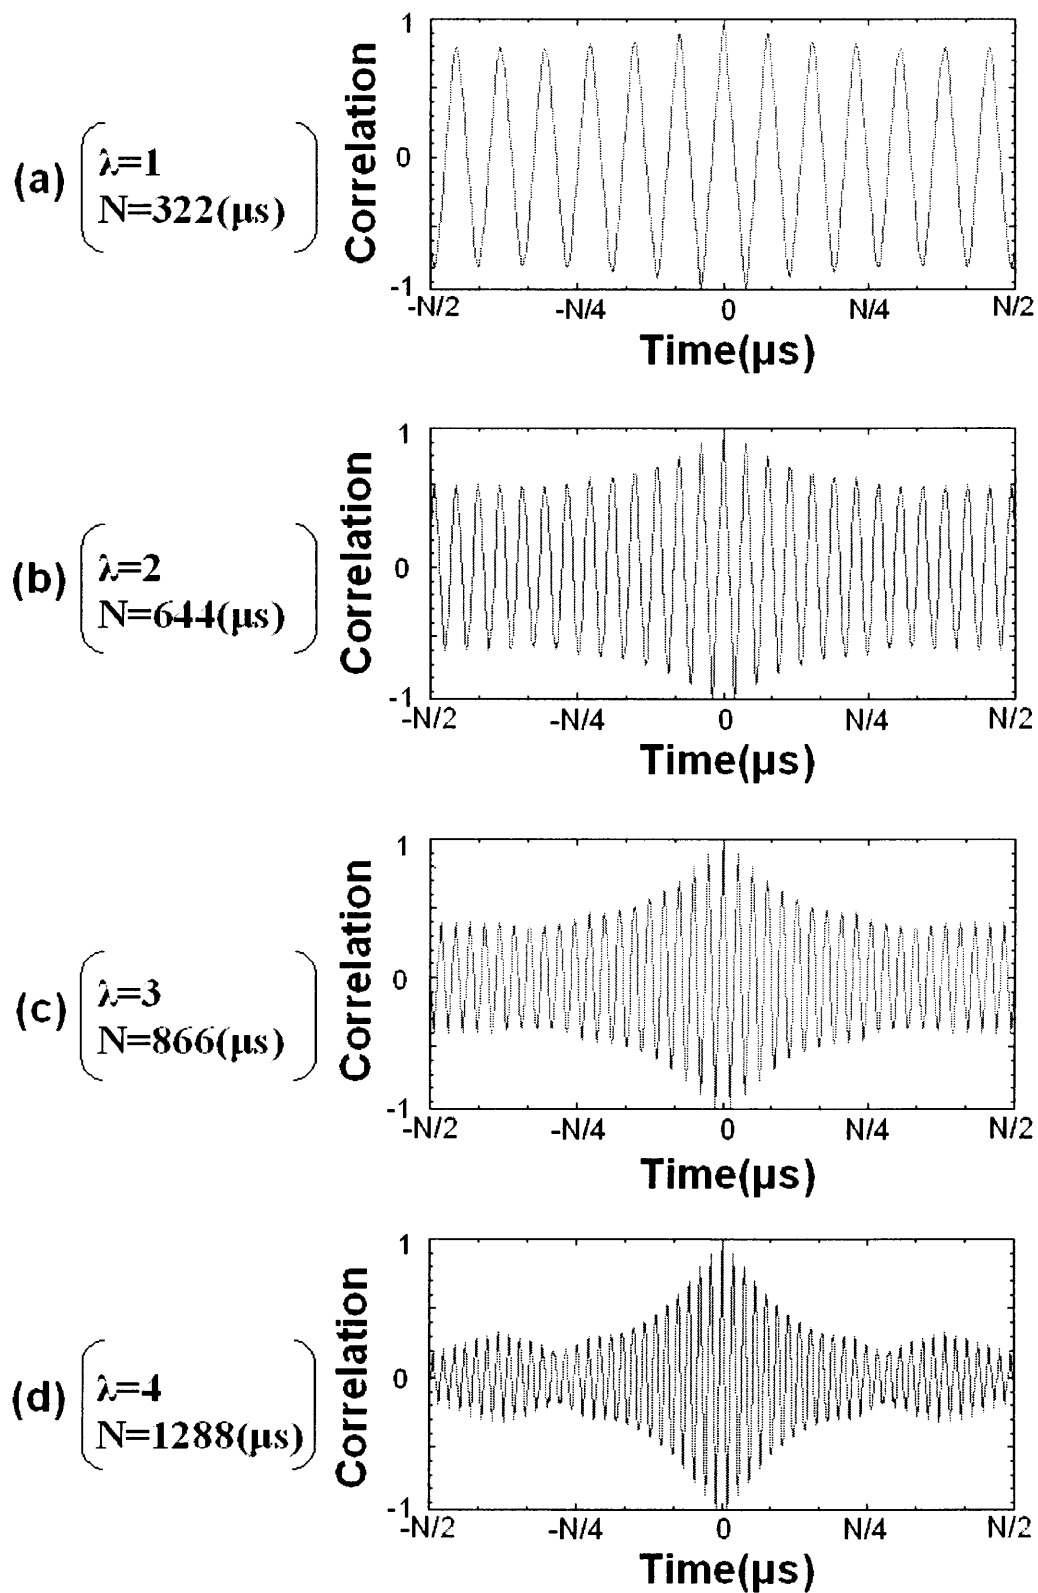 (a)
λ=1
N=322(μs)
Correlation
1
0
-1
-N/2 -N/4 0 N/4 N/2
Time(μs)
(b)
λ=2
N=644(μs)
Correlation
1
0
-1
-N/2 -N/4 0 N/4 N/2
Time(μs)
(c)
λ=3
N=866(μs)
Correlation
1
0
-1
-N/2 -N/4 0 N/4 N/2
Time(μs)
(d)
λ=4
N=1288(μs)
Correlation
1
0
-1
-N/2 -N/4 0 N/4 N/2
Time(μs)